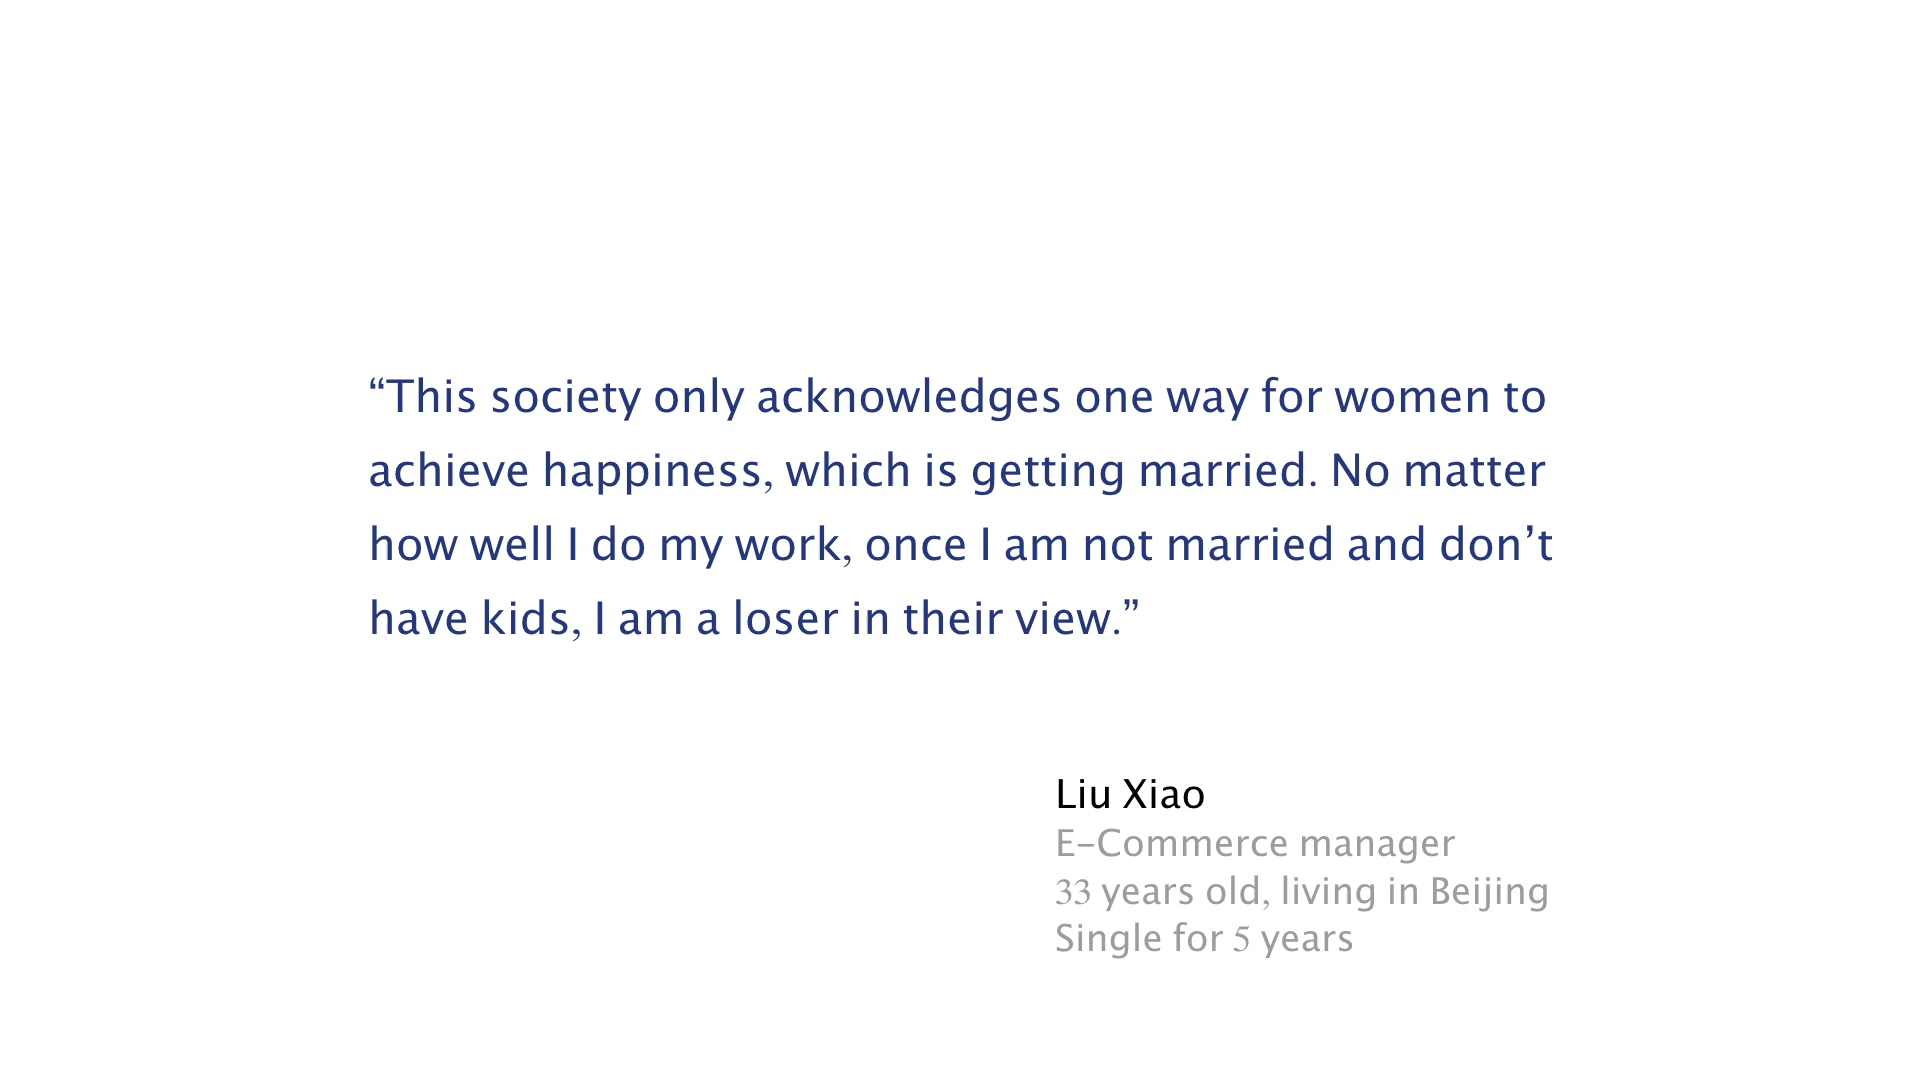 “This society only acknowledges one way for women to
achieve happiness, which is getting married. No matter
how well I do my work, once I am not married and don’t
have kids, I am a loser in their view.”
Liu Xiao
E-Commerce manager
33 years old, living in Beijing
Single for 5 years